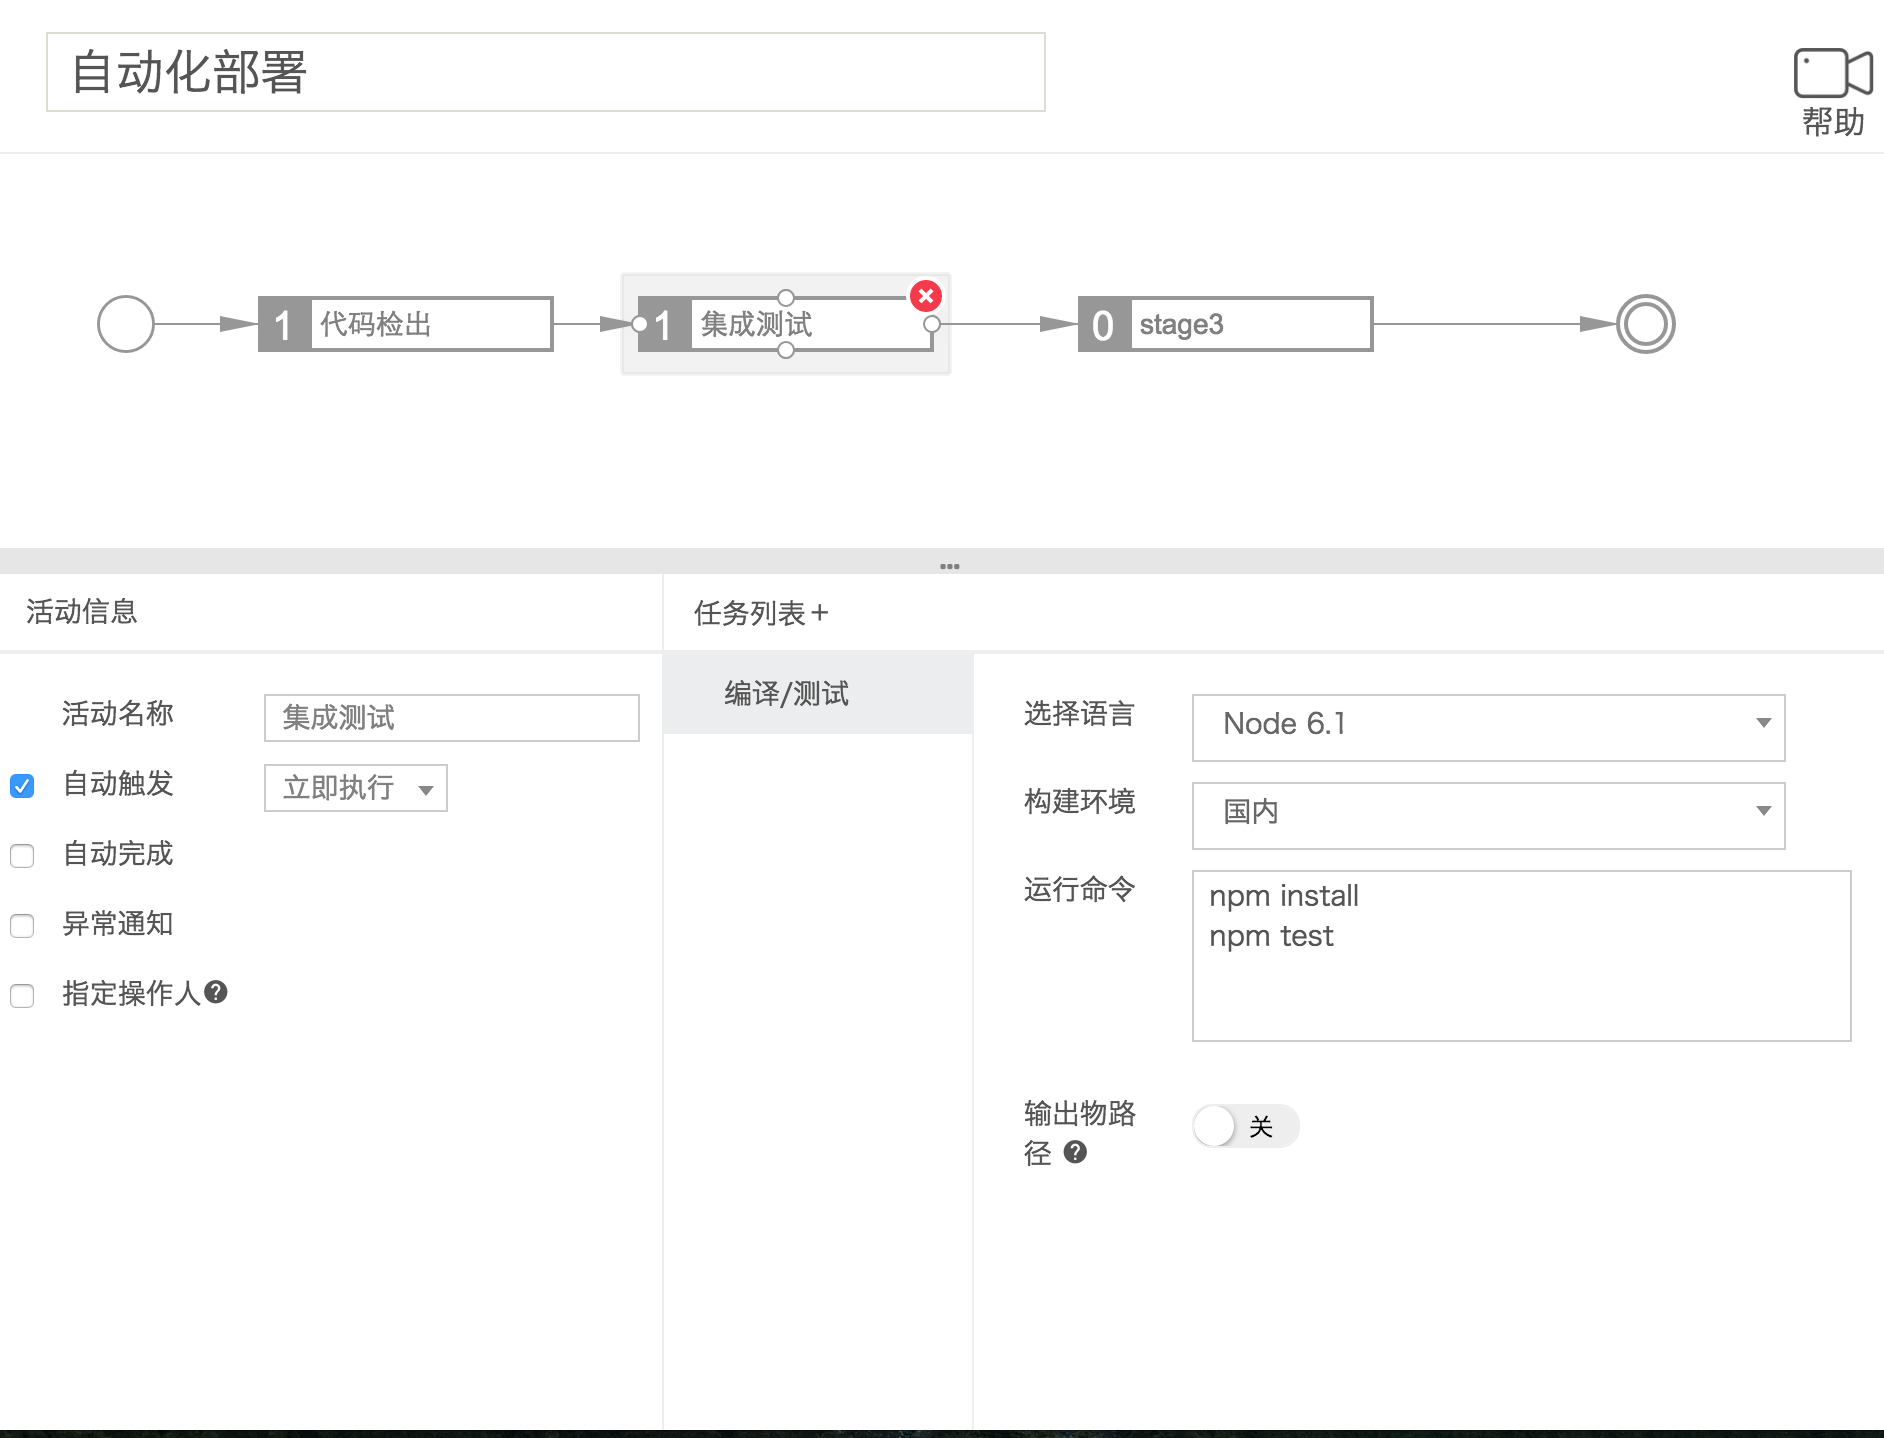 自动化部署
帮助
1 代码检出
1 集成测试
0 stage3
活动信息
任务列表+
活动名称 集成测试
自动触发 立即执行
自动完成
异常通知
指定操作人?
编译/测试
选择语言 Node 6.1
构建环境 国内
运行命令
npm install
npm test
输出物路
径 ?
关